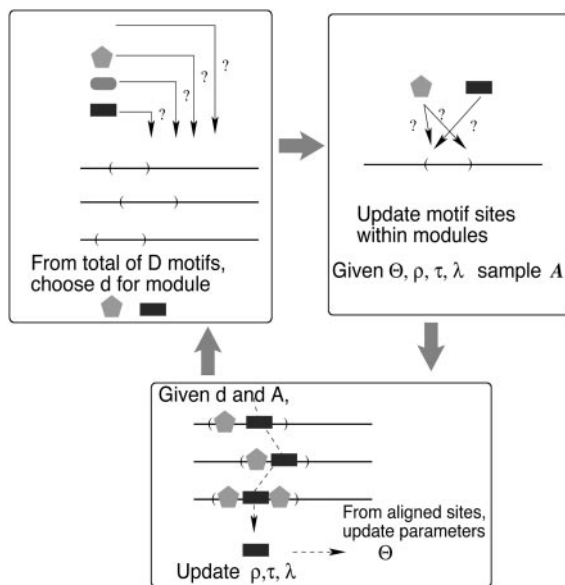 ?
?
?
?
From total of D motifs,
choose d for module
? ? ?
Update motif sites
within modules
Given Θ, ρ, τ, λ sample A
Given d and A,
From aligned sites,
update parameters
Θ
Update ρ,τ, λ